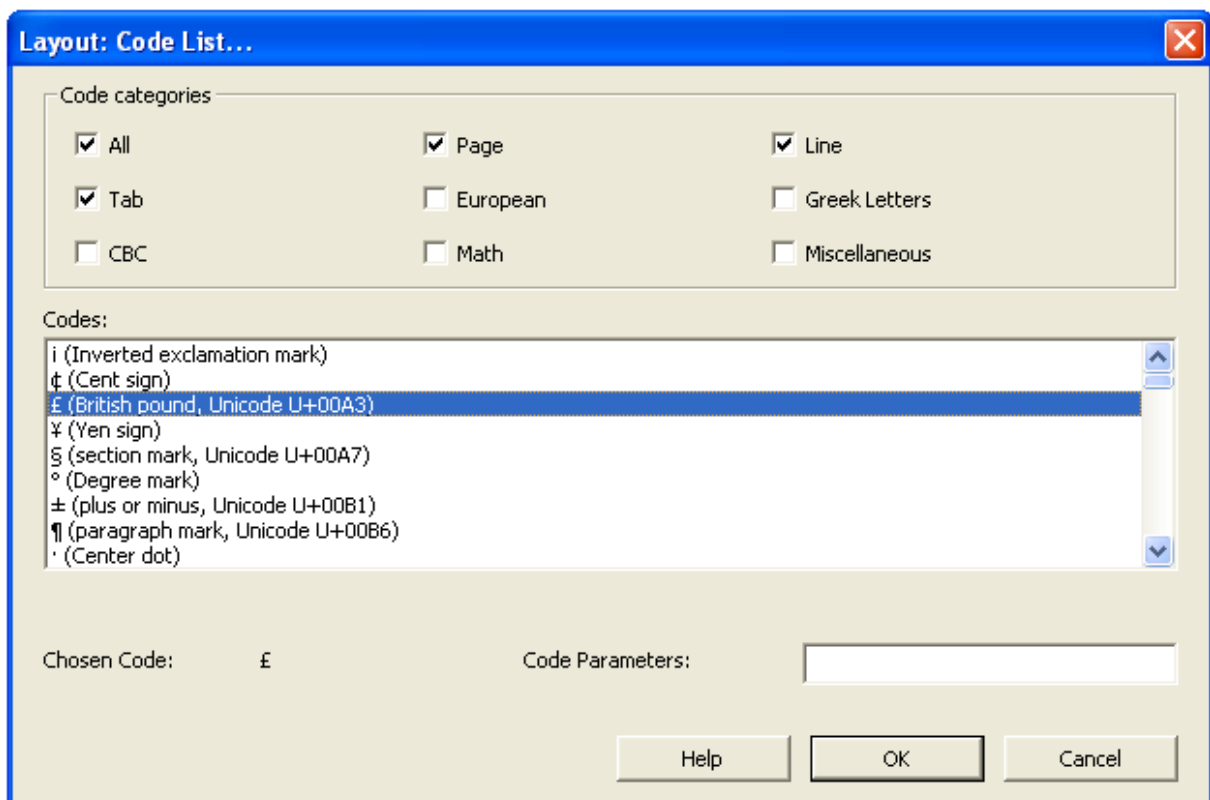 Layout: Code List...
Code categories
All Page Line
Tab European Greek Letters
CBC Math Miscellaneous
Codes:
¡ (Inverted exclamation mark)
¢ (Cent sign)
£ (British pound, Unicode U+00A3)
¥ (Yen sign)
§ (section mark, Unicode U+00A7)
° (Degree mark)
± (plus or minus, Unicode U+00B1)
¶ (paragraph mark, Unicode U+00B6)
· (Center dot)
Chosen Code: £ Code Parameters:
Help OK Cancel